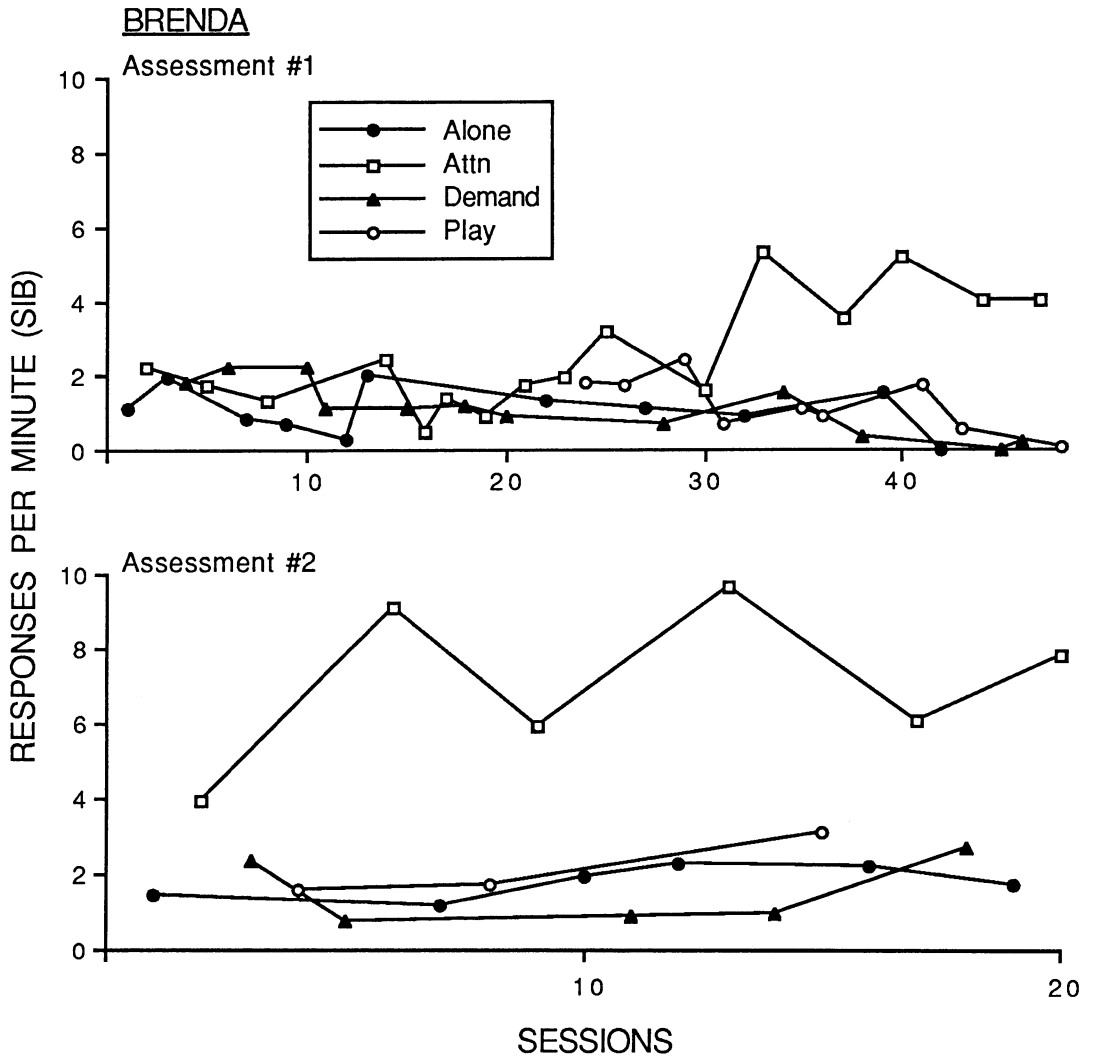 BRENDA
Assessment #1
10
8
6
4
2
0
Alone
Attn
Demand
Play
10
20
30
40
RESPONSES PER MINUTE (SIB)
Assessment #2
10
8
6
4
2
0
10
20
SESSIONS